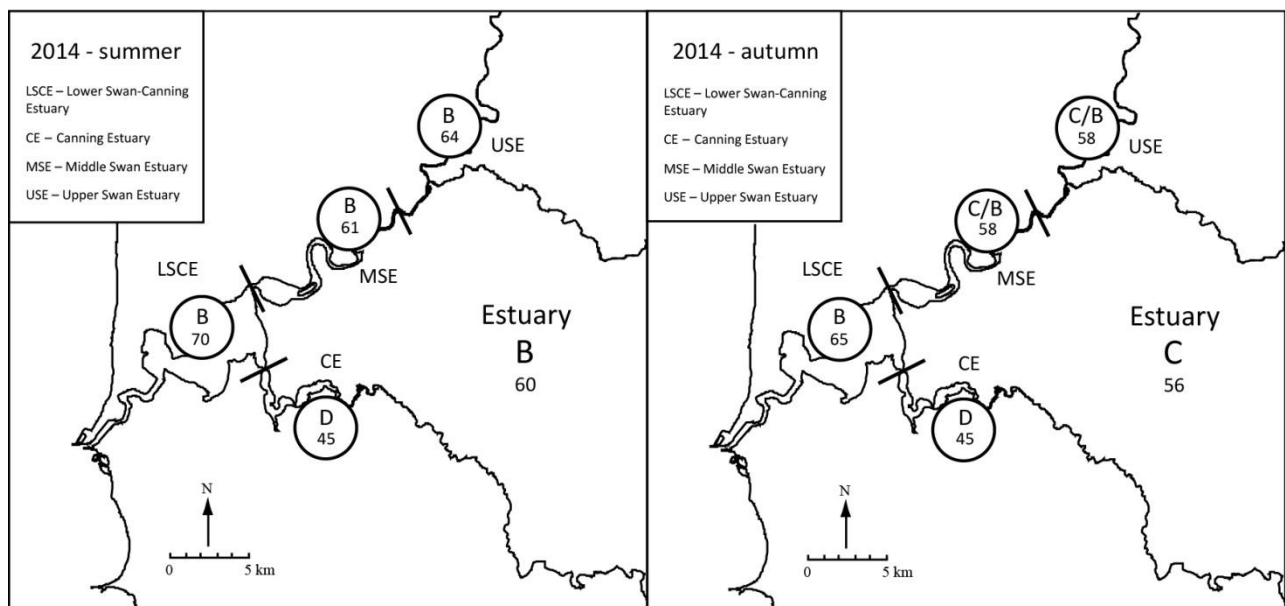 2014 - summer
LSCE – Lower Swan-Canning
Estuary
CE – Canning Estuary
MSE – Middle Swan Estuary
USE – Upper Swan Estuary
B
64
USE
B
61
MSE
LSCE
B
70
CE
D
45
Estuary
B
60
N
0
5 km
2014 - autumn
LSCE – Lower Swan-Canning
Estuary
CE – Canning Estuary
MSE – Middle Swan Estuary
USE – Upper Swan Estuary
C/B
58
USE
C/B
58
MSE
LSCE
B
65
CE
D
45
Estuary
C
56
N
0
5 km